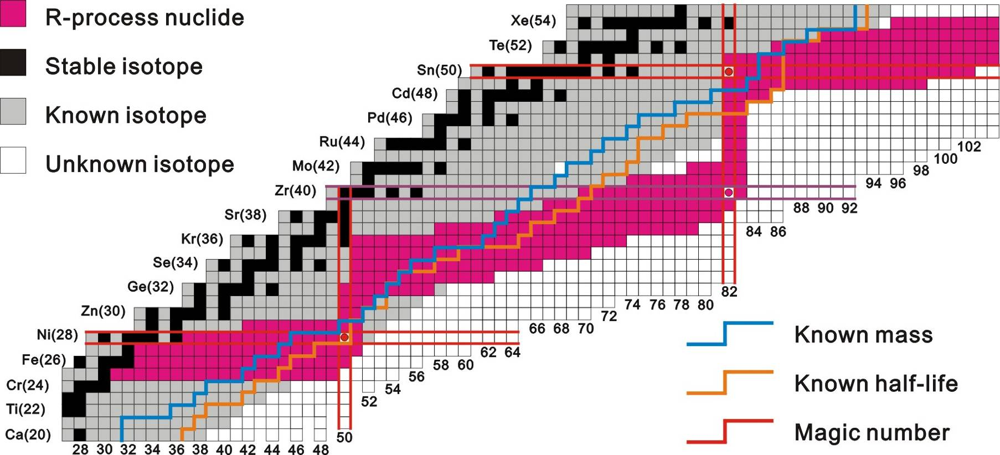 R-process nuclide
Stable isotope
Known isotope
Unknown isotope
Xe(54)
Te(52)
Sn(50)
Cd(48)
Pd(46)
Ru(44)
Mo(42)
Zr(40)
Sr(38)
Kr(36)
Se(34)
Ge(32)
Zn(30)
Ni(28)
Fe(26)
Cr(24)
Ti(22)
Ca(20)
28 30 32 34 36 38 40 42 44 46 48
50
52
54
56
58 60
62 64
66 68 70
72
74 76 78 80
82
84 86
88 90 92
94 96
98
100
102
Known mass
Known half-life
Magic number